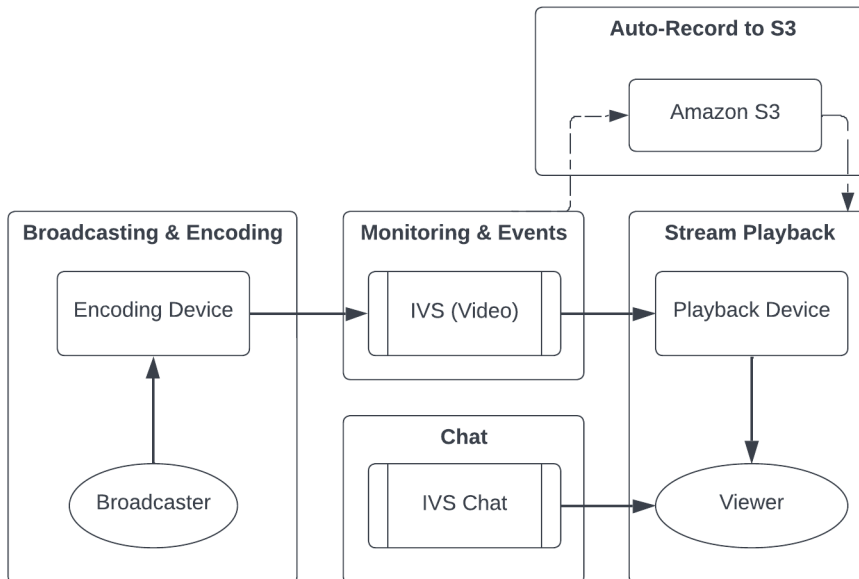 Auto-Record to S3
Amazon S3
Broadcasting & Encoding
Monitoring & Events
Stream Playback
Encoding Device
IVS (Video)
Playback Device
Chat
Broadcaster
IVS Chat
Viewer